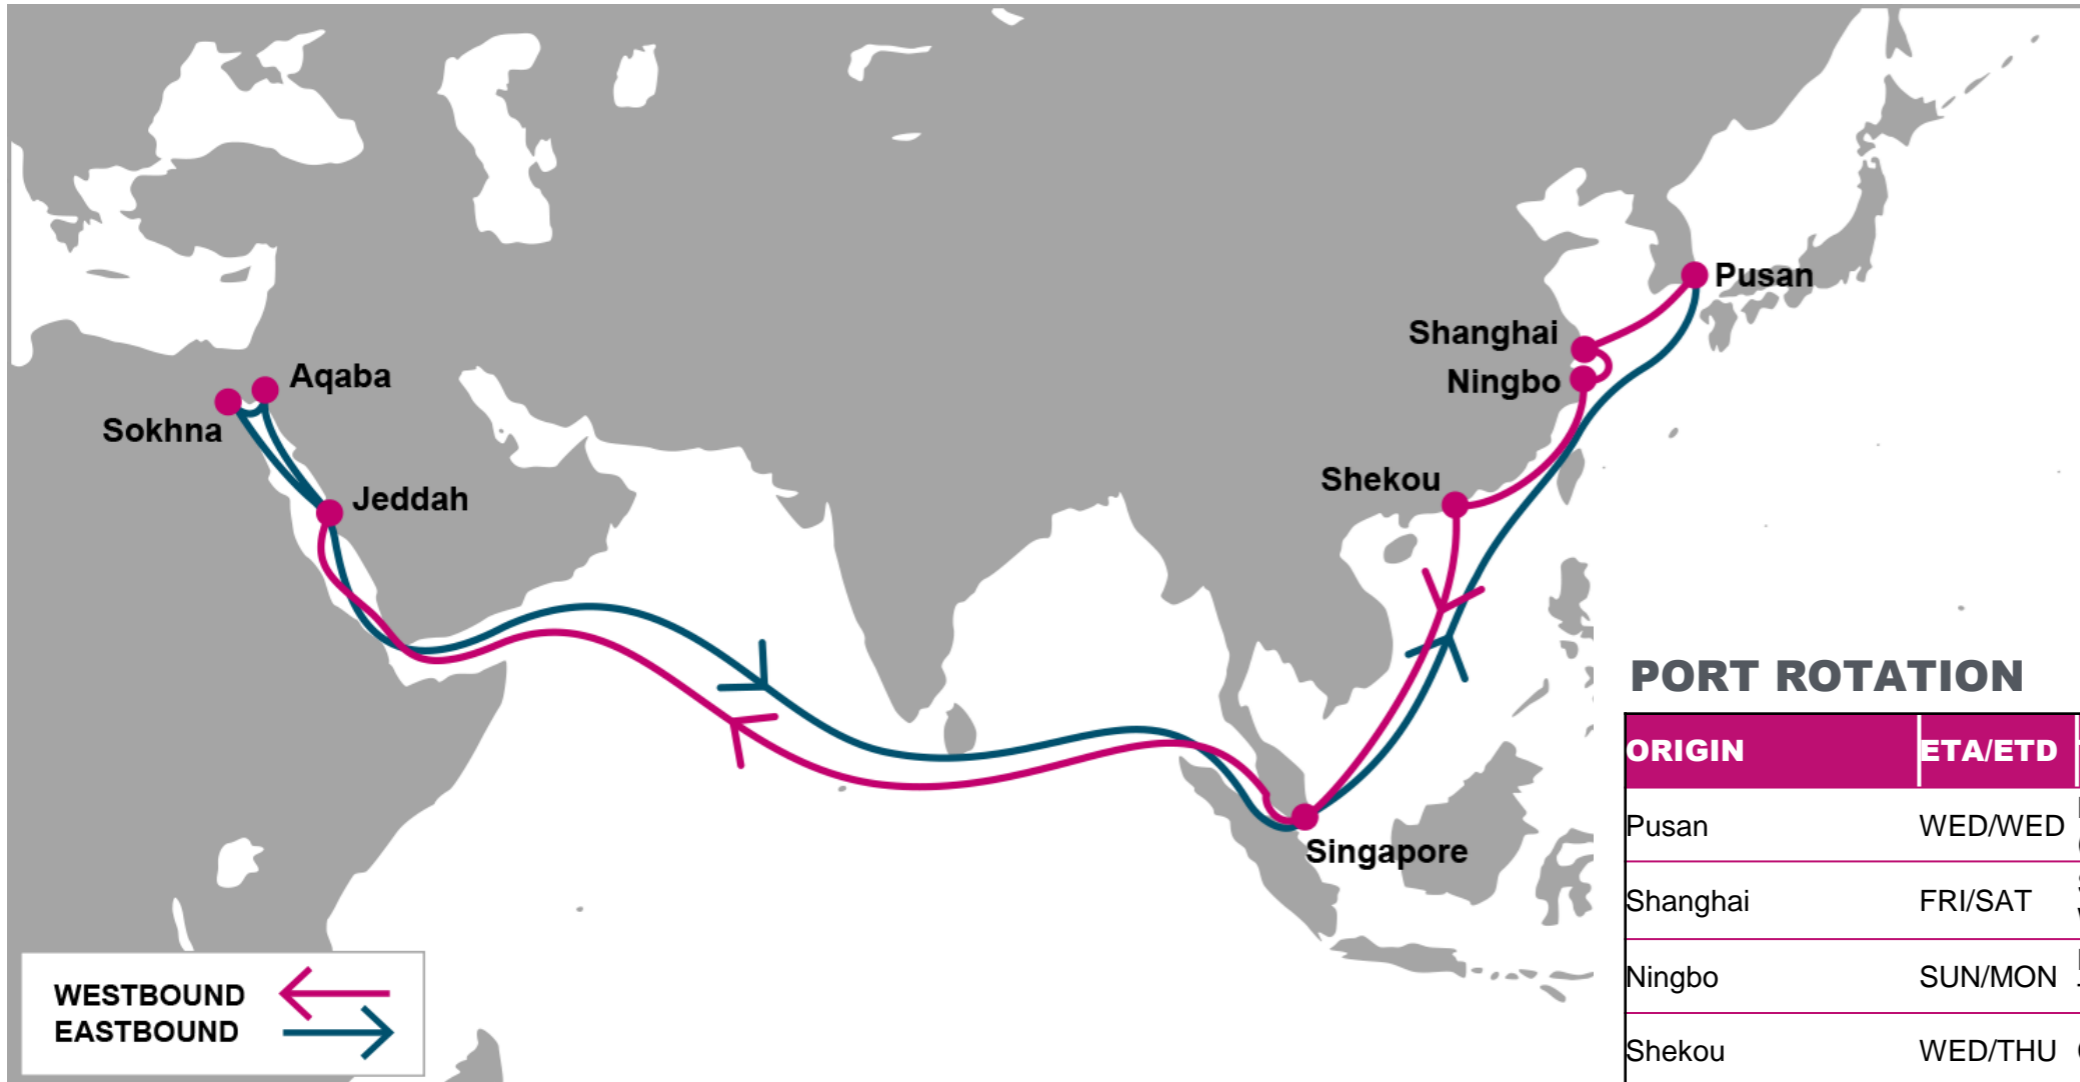 Pusan
Shanghai
Ningbo
Aqaba
Sokhna
Shekou
Jeddah
Singapore
WESTBOUND
EASTBOUND
PORT ROTATION
ORIGIN ETA/ETD
Pusan WED/WED
Shanghai FRI/SAT
Ningbo SUN/MON
Shekou WED/THU